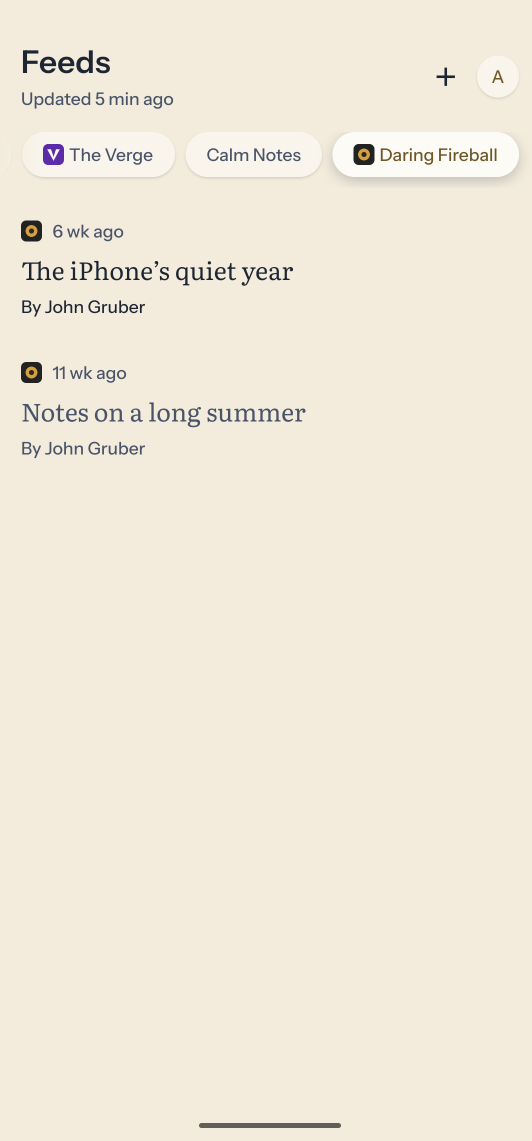 Feeds
Updated 5 min ago
A
The Verge
Calm Notes
Daring Fireball
6 wk ago
The iPhone’s quiet year
By John Gruber
11 wk ago
Notes on a long summer
By John Gruber